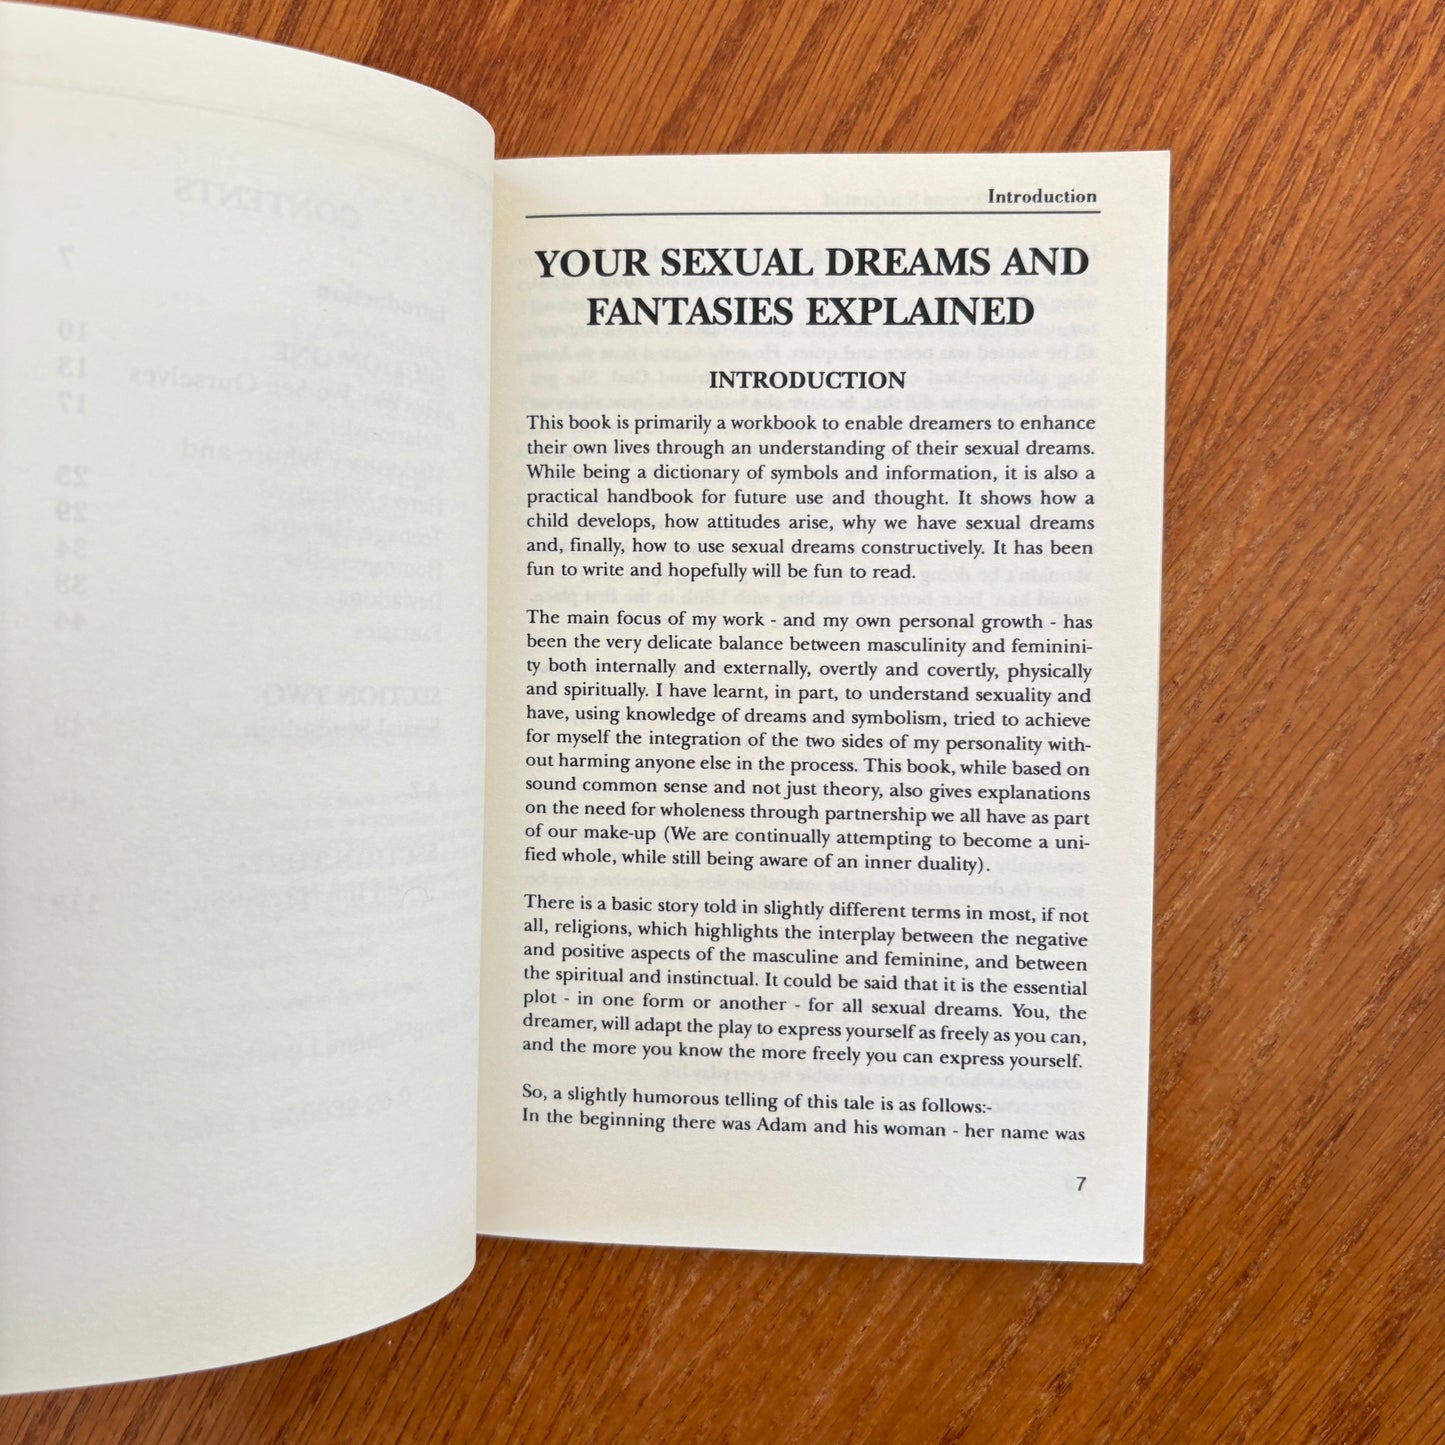 Introduction
YOUR SEXUAL DREAMS AND
FANTASIES EXPLAINED
INTRODUCTION
This book is primarily a workbook to enable dreamers to enhance
their own lives through an understanding of their sexual dreams.
While being a dictionary of symbols and information, it is also a
practical handbook for future use and thought. It shows how a
child develops, how attitudes arise, why we have sexual dreams
and, finally, how to use sexual dreams constructively. It has been
fun to write and hopefully will be fun to read.
The main focus of my work - and my own personal growth - has
been the very delicate balance between masculinity and feminini-
ty both internally and externally, overtly and covertly, physically
and spiritually. I have learnt, in part, to understand sexuality and
have, using knowledge of dreams and symbolism, tried to achieve
for myself the integration of the two sides of my personality with-
out harming anyone else in the process. This book, while based on
sound common sense and not just theory, also gives explanations
on the need for wholeness through partnership we all have as part
of our make-up (We are continually attempting to become a uni-
fied whole, while still being aware of an inner duality).
There is a basic story told in slightly different terms in most, if not
all, religions, which highlights the interplay between the negative
and positive aspects of the masculine and feminine, and between
the spiritual and instinctual. It could be said that it is the essential
plot - in one form or another - for all sexual dreams. You, the
dreamer, will adapt the play to express yourself as freely as you can,
and the more you know the more freely you can express yourself.
So, a slightly humorous telling of this tale is as follows:-
In the beginning there was Adam and his woman - her name was
7